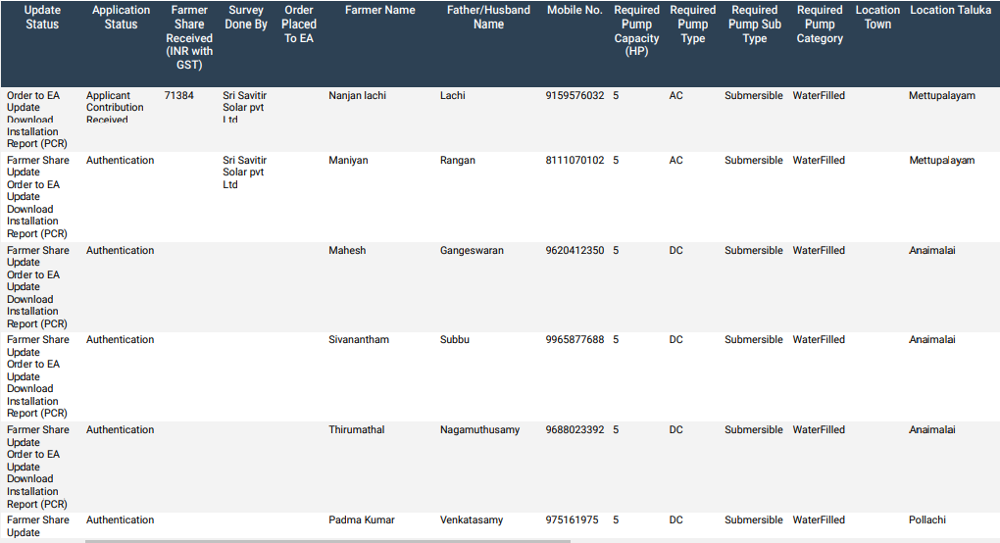 Update Status | Application Status | Farmer Share Received (INR with GST) | Survey Done By | Order Placed To EA | Farmer Name | Father/Husband Name | Mobile No. | Required Pump Capacity (HP) | Required Pump Type | Required Pump Sub Type | Required Pump Category | Location Town | Location Taluka
Order to EA Update Download Installation Report (PCR) | Applicant Contribution Received | 71384 | Sri Savitir Solar pvt Ltd | | Nanjan lachi | Lachi | 9159576032 | 5 | AC | Submersible | WaterFilled | | Mettupalayam
Farmer Share Update Order to EA Update Download Installation Report (PCR) | Authentication | | Sri Savitir Solar pvt Ltd | | Maniyan | Rangan | 8111070102 | 5 | AC | Submersible | WaterFilled | | Mettupalayam
Farmer Share Update Order to EA Update Download Installation Report (PCR) | Authentication | | | | Mahesh | Gangeswaran | 9620412350 | 5 | DC | Submersible | WaterFilled | | Anaimalai
Farmer Share Update Order to EA Update Download Installation Report (PCR) | Authentication | | | | Sivanantham | Subbu | 9965877688 | 5 | DC | Submersible | WaterFilled | | Anaimalai
Farmer Share Update Order to EA Update Download Installation Report (PCR) | Authentication | | | | Thirumathal | Nagamuthusamy | 9688023392 | 5 | DC | Submersible | WaterFilled | | Anaimalai
Farmer Share Update | Authentication | | | | Padma Kumar | Venkatasamy | 975161975 | 5 | DC | Submersible | WaterFilled | | Pollachi